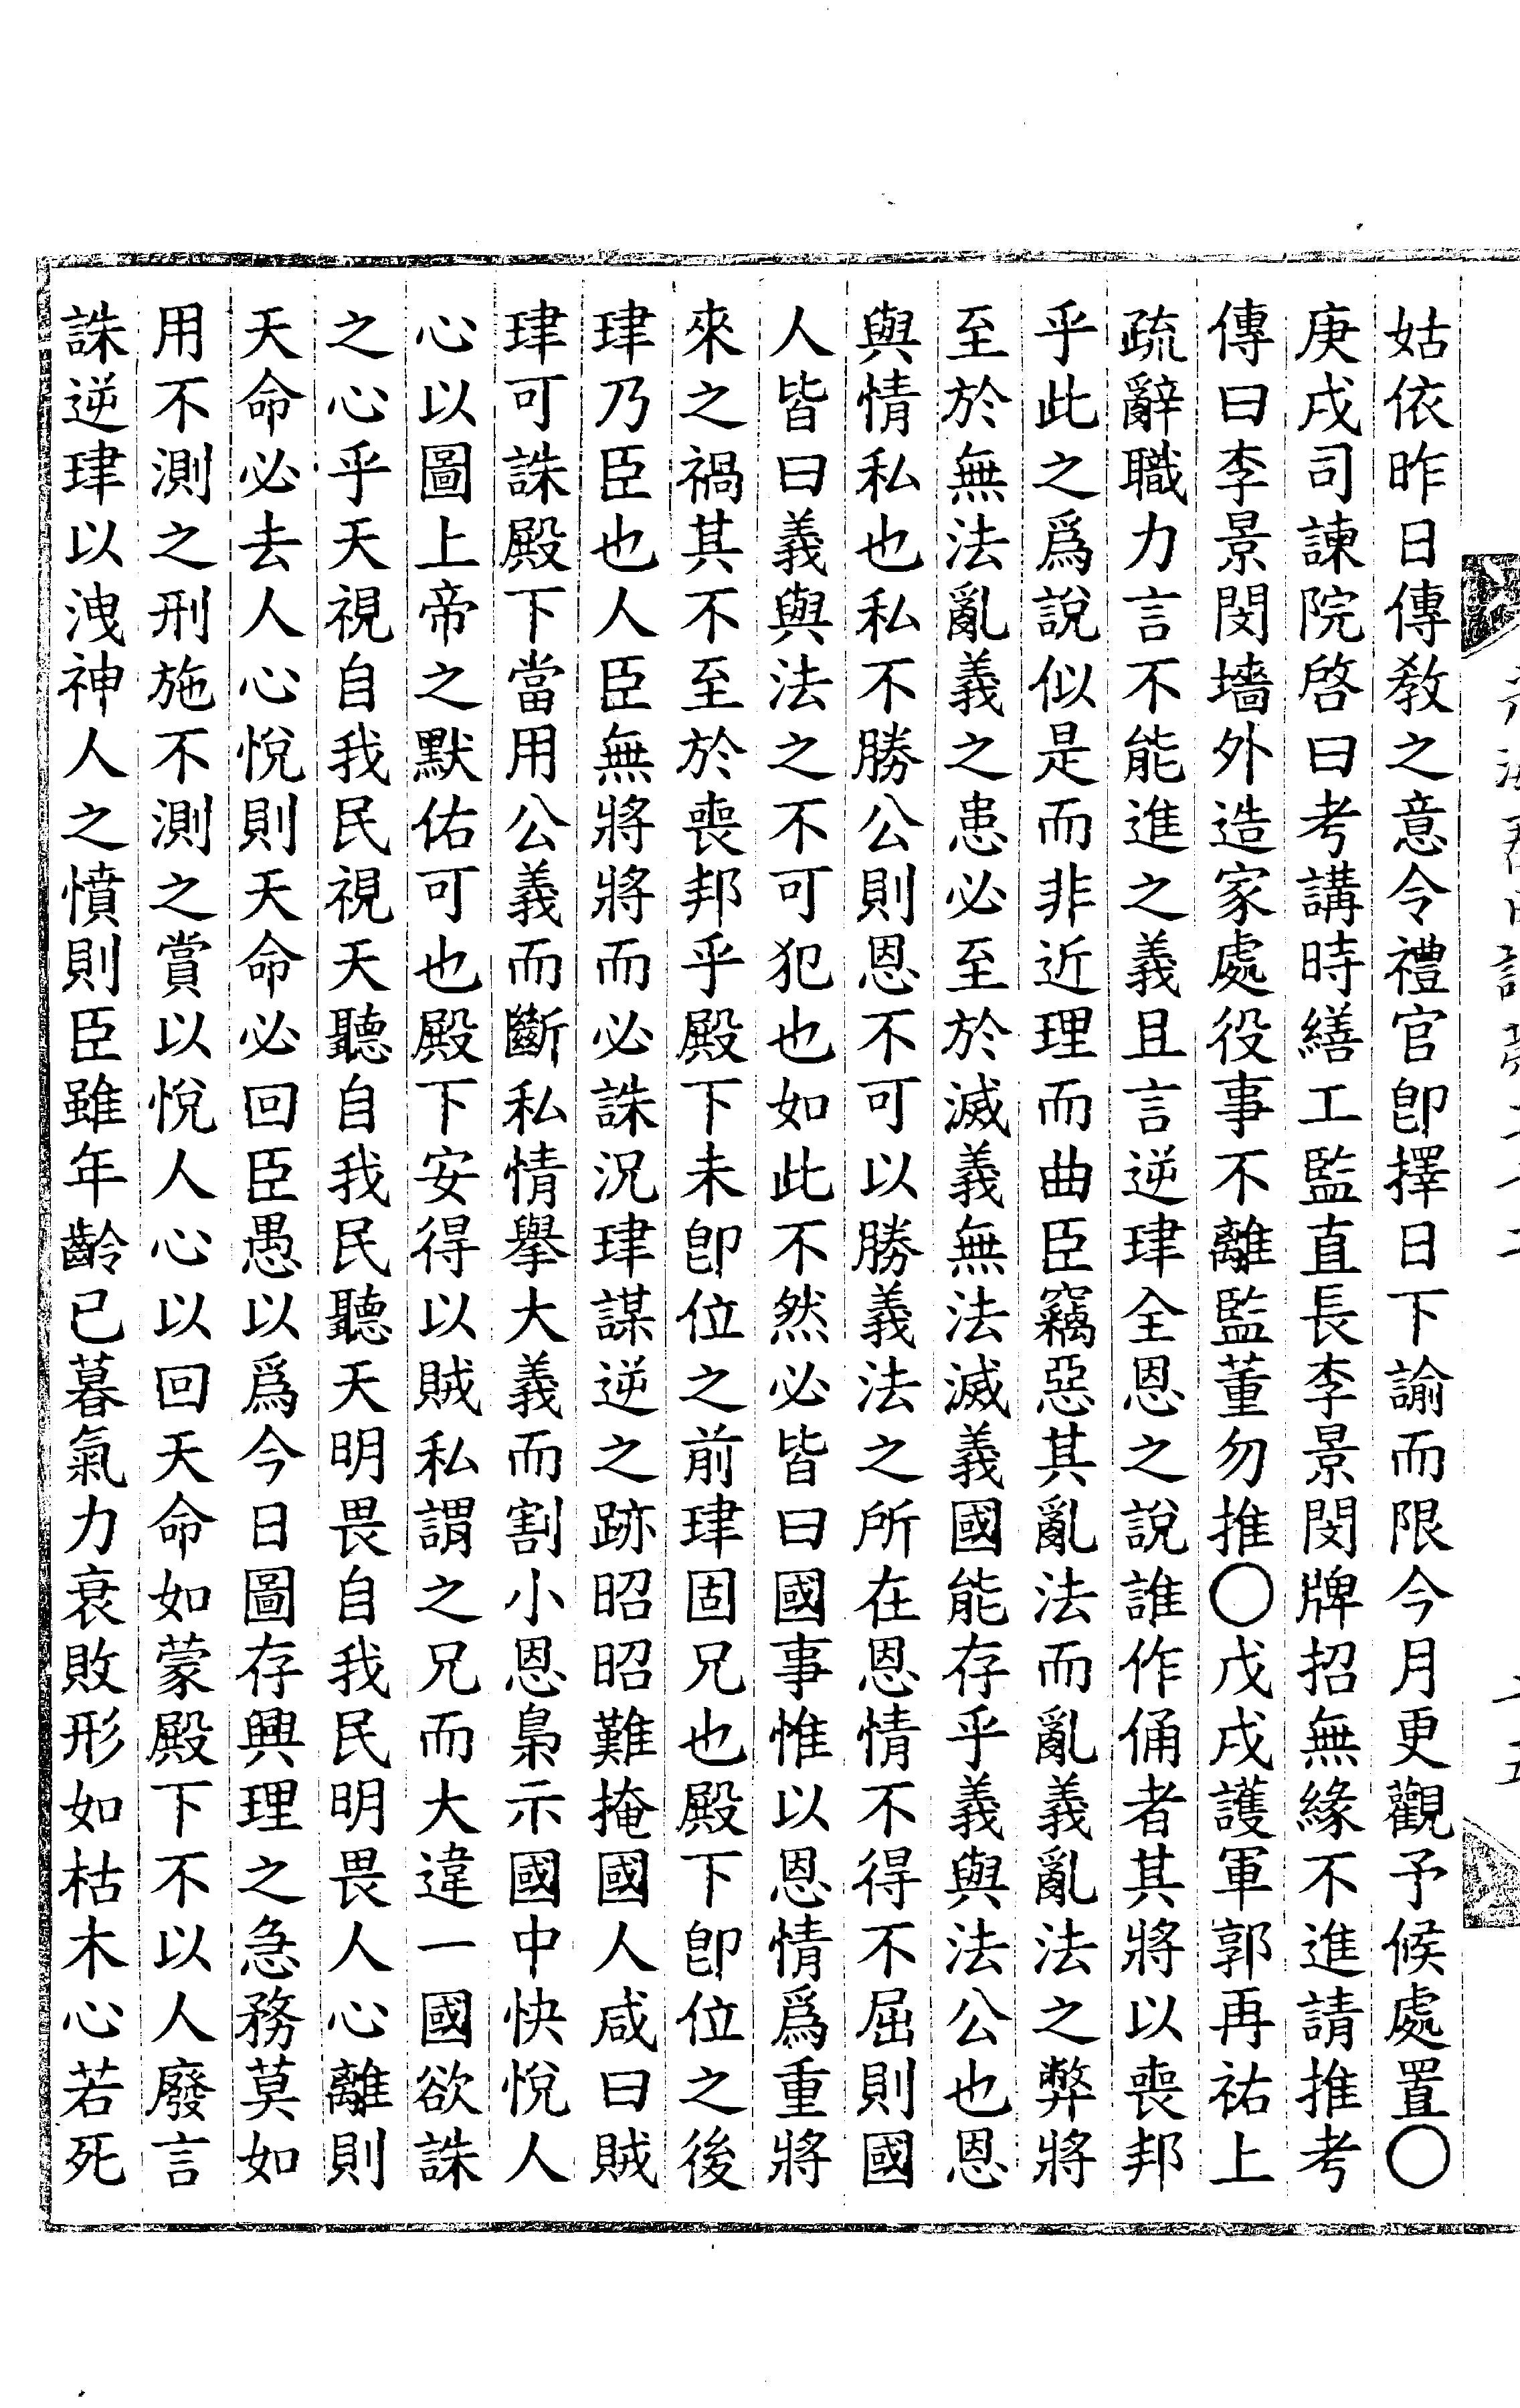 姑依昨日傳敎之意令禮官卽擇日下諭而限今月更觀予候處置〇
庚戌司諫院啓曰考講時繕工監直長李景閔牌招無緣不進請推考
傳曰李景閔墻外造家處役事不離監董勿推〇戊戌護軍郭再祐上
疏辭職力言不能進之義且言逆珒全恩之說誰作俑者其將以喪邦
乎此之爲說似是而非近理而曲臣竊惡其亂法而亂義亂法之弊將
至於無法亂義之患必至於滅義無法滅義國能存乎義與法公也恩
與情私也私不勝公則恩不可以勝義法之所在恩情不得不屈則國
人皆曰義與法之不可犯也如此不然必皆曰國事惟以恩情爲重將
來之禍其不至於喪邦乎殿下未卽位之前珒固兄也殿下卽位之後
珒乃臣也人臣無將將而必誅況珒謀逆之跡昭昭難掩國人咸曰賊
珒可誅殿下當用公義而斷私情擧大義而割小恩梟示國中快悅人
心以圖上帝之默佑可也殿下安得以賊私謂之兄而大違一國欲誅
之心乎天視自我民視天聽自我民聽天明畏自我民明畏人心離則
天命必去人心悅則天命必回臣愚以爲今日圖存興理之急務莫如
用不測之刑施不測之賞以悅人心以回天命如蒙殿下不以人廢言
誅逆珒以洩神人之憤則臣雖年齡已暮氣力衰敗形如枯木心若死